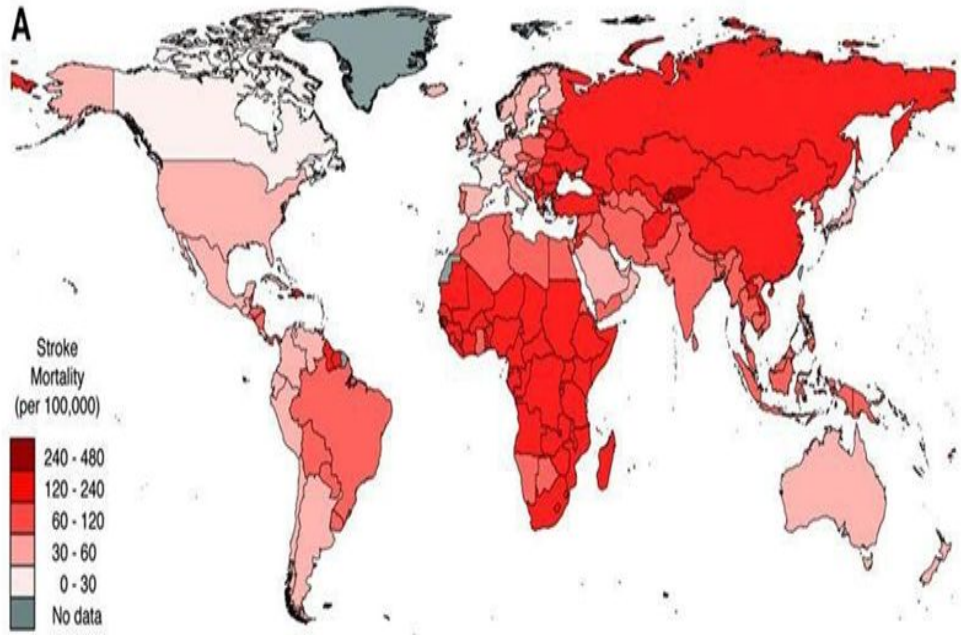 A
Stroke
Mortality
(per 100,000)
240 - 480
120 - 240
60 - 120
30 - 60
0 - 30
No data